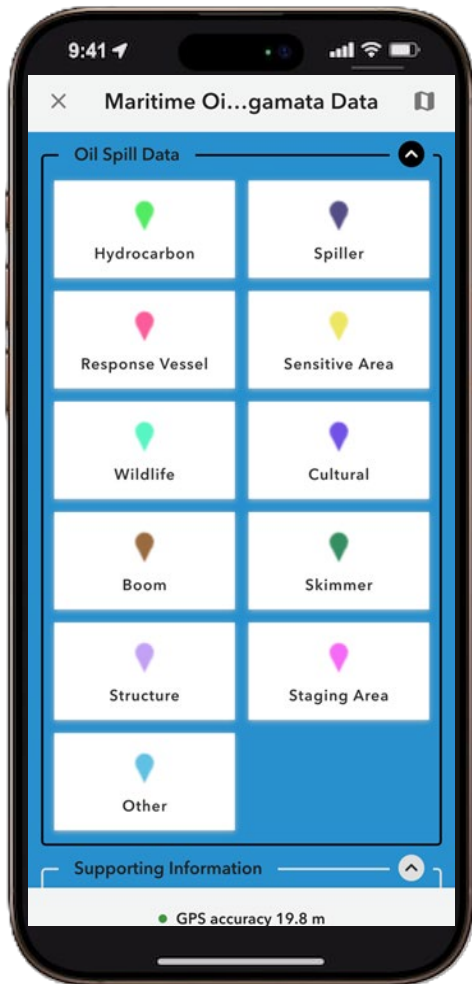 9:41
Maritime Oi...gamata Data
Oil Spill Data
Hydrocarbon
Spiller
Response Vessel
Sensitive Area
Wildlife
Cultural
Boom
Skimmer
Structure
Staging Area
Other
Supporting Information
GPS accuracy 19.8 m